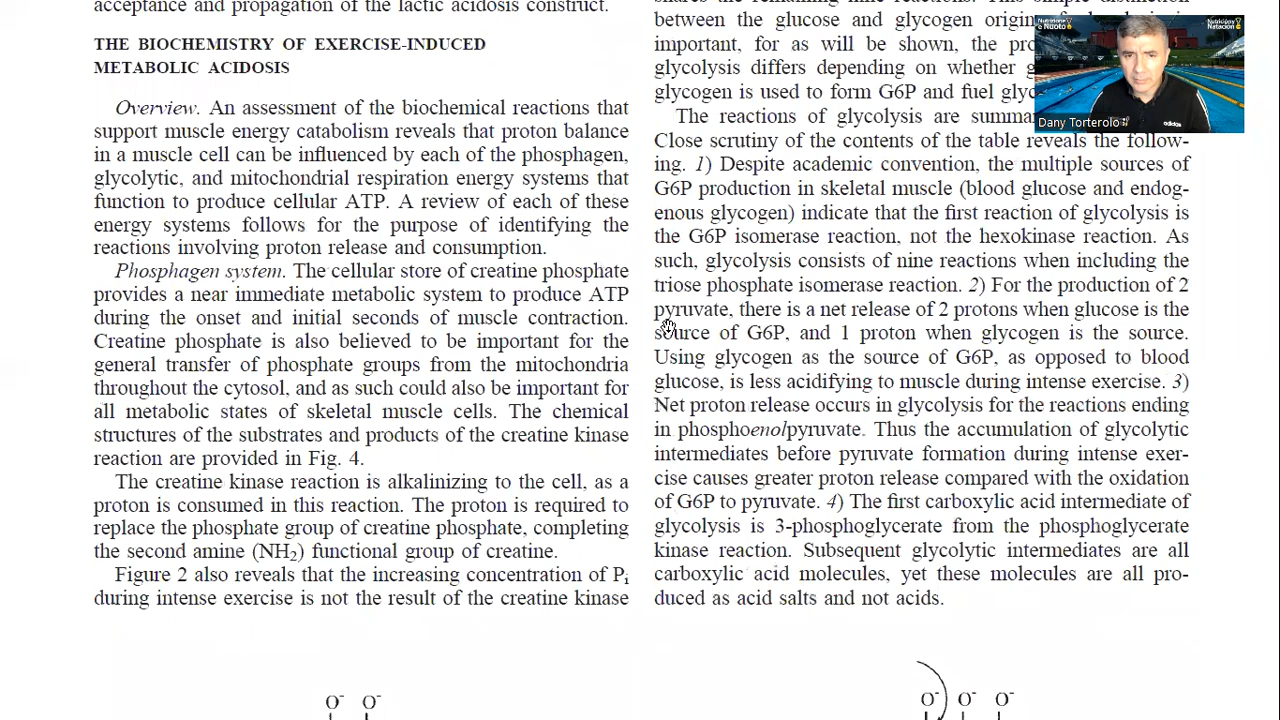 acceptance and propagation of the lactic acidosis construct.
THE BIOCHEMISTRY OF EXERCISE-INDUCED
METABOLIC ACIDOSIS
Overview. An assessment of the biochemical reactions that
support muscle energy catabolism reveals that proton balance
in a muscle cell can be influenced by each of the phosphagen,
glycolytic, and mitochondrial respiration energy systems that
function to produce cellular ATP. A review of each of these
energy systems follows for the purpose of identifying the
reactions involving proton release and consumption.
Phosphagen system. The cellular store of creatine phosphate
provides a near immediate metabolic system to produce ATP
during the onset and initial seconds of muscle contraction.
Creatine phosphate is also believed to be important for the
general transfer of phosphate groups from the mitochondria
throughout the cytosol, and as such could also be important for
all metabolic states of skeletal muscle cells. The chemical
structures of the substrates and products of the creatine kinase
reaction are provided in Fig. 4.
The creatine kinase reaction is alkalinizing to the cell, as a
proton is consumed in this reaction. The proton is required to
replace the phosphate group of creatine phosphate, completing
the second amine (NH₂) functional group of creatine.
Figure 2 also reveals that the increasing concentration of Pᵢ
during intense exercise is not the result of the creatine kinase
O⁻ O⁻
between the glucose and glycogen origin
important, for as will be shown, the
glycolysis differs depending on whether
glycogen is used to form G6P and fuel
The reactions of glycolysis are
Close scrutiny of the contents of the table reveals the follow-
ing. 1) Despite academic convention, the multiple sources of
G6P production in skeletal muscle (blood glucose and endog-
enous glycogen) indicate that the first reaction of glycolysis is
the G6P isomerase reaction, not the hexokinase reaction. As
such, glycolysis consists of nine reactions when including the
triose phosphate isomerase reaction. 2) For the production of 2
pyruvate, there is a net release of 2 protons when glucose is the
source of G6P, and 1 proton when glycogen is the source.
Using glycogen as the source of G6P, as opposed to blood
glucose, is less acidifying to muscle during intense exercise. 3)
Net proton release occurs in glycolysis for the reactions ending
in phosphoenolpyruvate. Thus the accumulation of glycolytic
intermediates before pyruvate formation during intense exer-
cise causes greater proton release compared with the oxidation
of G6P to pyruvate. 4) The first carboxylic acid intermediate of
glycolysis is 3-phosphoglycerate from the phosphoglycerate
kinase reaction. Subsequent glycolytic intermediates are all
carboxylic acid molecules, yet these molecules are all pro-
duced as acid salts and not acids.
O⁻ O⁻ O⁻
Nutrizione
e Nuoto
Nutrición y
Natación
adidas
Dany Torterolo